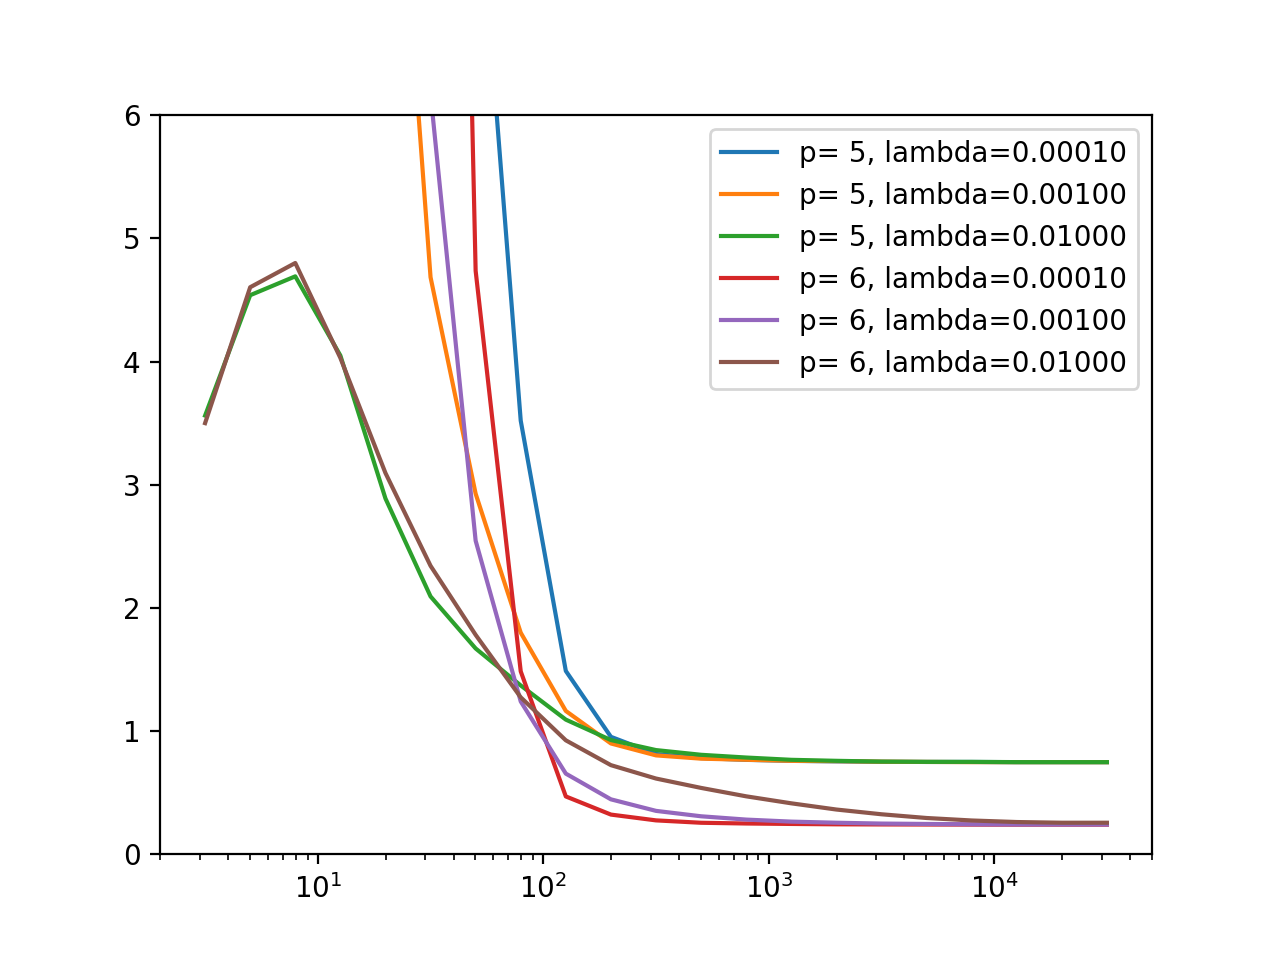 6
5
4
3
2
1
0
10¹
10²
10³
10⁴
p= 5, lambda=0.00010
p= 5, lambda=0.00100
p= 5, lambda=0.01000
p= 6, lambda=0.00010
p= 6, lambda=0.00100
p= 6, lambda=0.01000